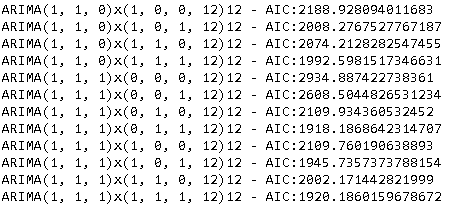 ARIMA(1, 1, 0)x(1, 0, 0, 12)12 - AIC:2188.928094011683
ARIMA(1, 1, 0)x(1, 0, 1, 12)12 - AIC:2008.2767527767187
ARIMA(1, 1, 0)x(1, 1, 0, 12)12 - AIC:2074.2128282547455
ARIMA(1, 1, 0)x(1, 1, 1, 12)12 - AIC:1992.5981517346631
ARIMA(1, 1, 1)x(0, 0, 0, 12)12 - AIC:2934.887422738361
ARIMA(1, 1, 1)x(0, 0, 1, 12)12 - AIC:2608.5044826531234
ARIMA(1, 1, 1)x(0, 1, 0, 12)12 - AIC:2109.934360532452
ARIMA(1, 1, 1)x(0, 1, 1, 12)12 - AIC:1918.1868642314707
ARIMA(1, 1, 1)x(1, 0, 0, 12)12 - AIC:2109.760190638893
ARIMA(1, 1, 1)x(1, 0, 1, 12)12 - AIC:1945.7357373788154
ARIMA(1, 1, 1)x(1, 1, 0, 12)12 - AIC:2002.171442821999
ARIMA(1, 1, 1)x(1, 1, 1, 12)12 - AIC:1920.1860159678672